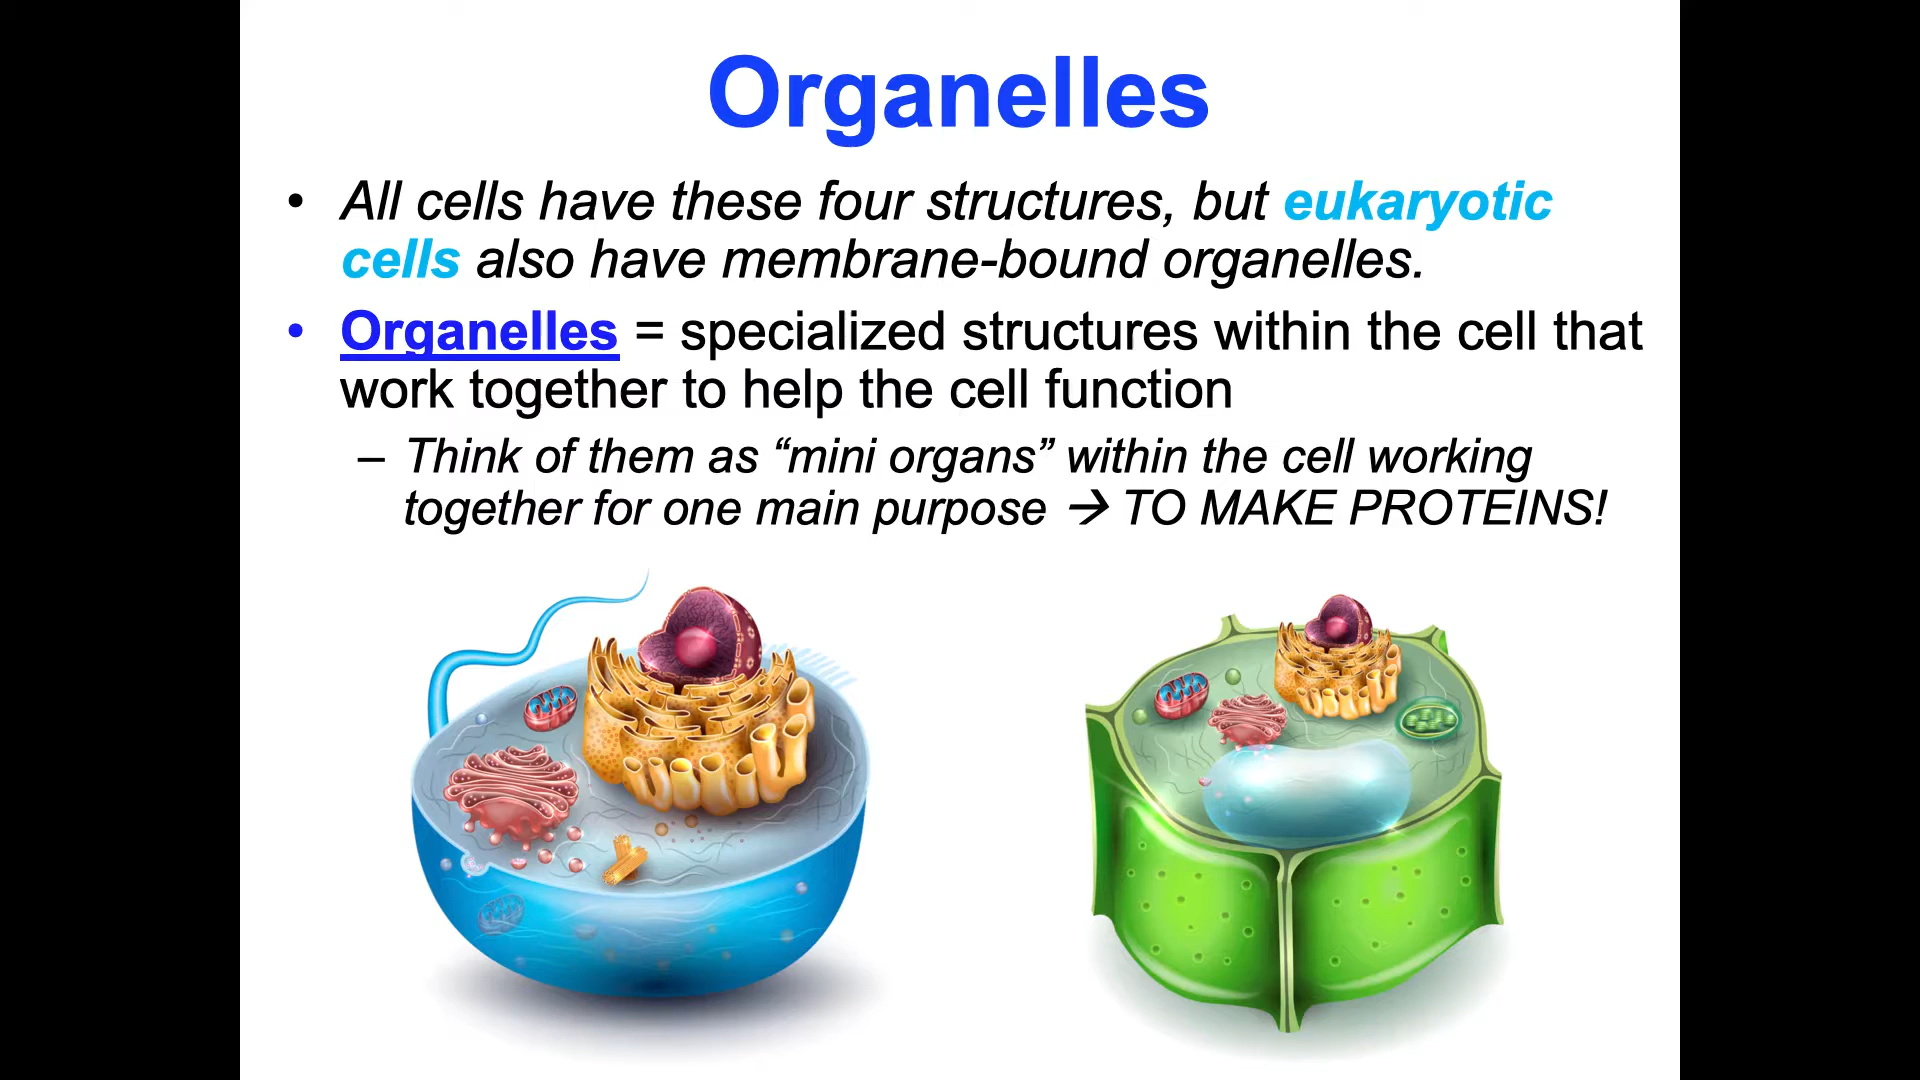 Organelles
• All cells have these four structures, but eukaryotic
cells also have membrane-bound organelles.
• Organelles = specialized structures within the cell that
work together to help the cell function
– Think of them as “mini organs” within the cell working
together for one main purpose → TO MAKE PROTEINS!